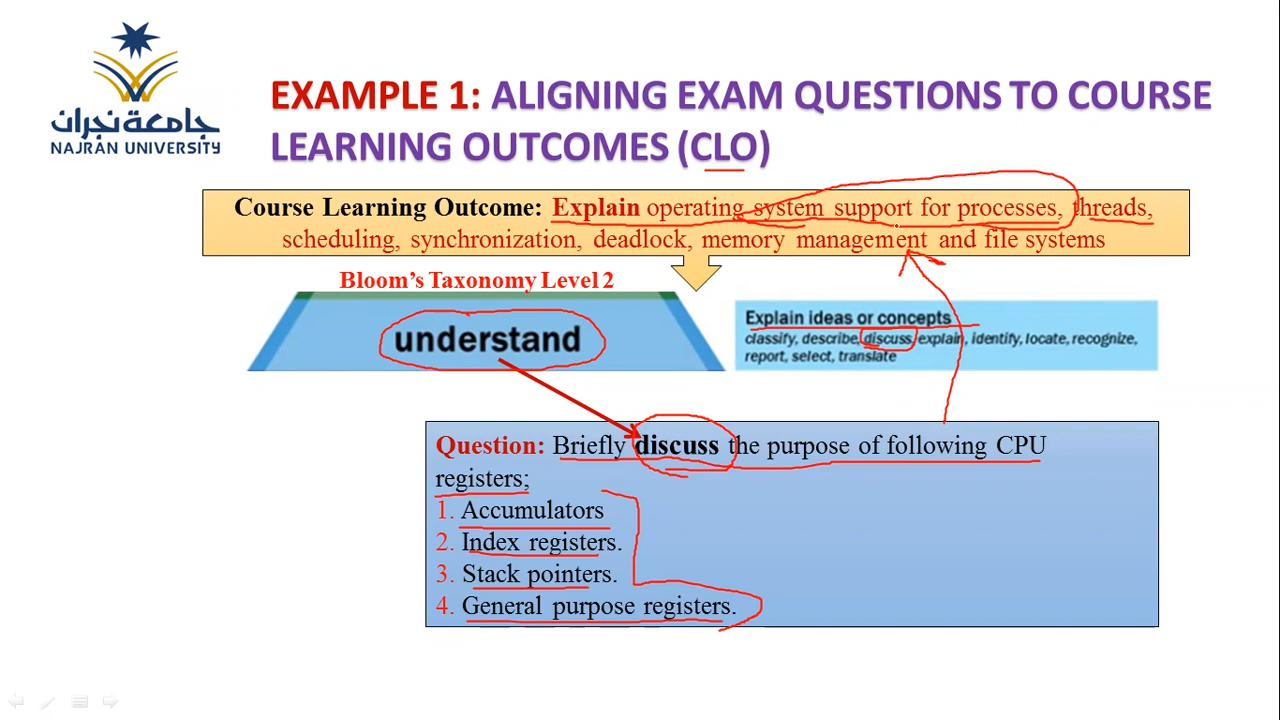 جامعة نجران
NAJRAN UNIVERSITY
EXAMPLE 1: ALIGNING EXAM QUESTIONS TO COURSE
LEARNING OUTCOMES (CLO)
Course Learning Outcome: Explain operating system support for processes, threads,
scheduling, synchronization, deadlock, memory management and file systems
Bloom's Taxonomy Level 2
understand
Explain ideas or concepts
classify, describe, discuss, explain, identify, locate, recognize,
report, select, translate
Question: Briefly discuss the purpose of following CPU
registers;
1. Accumulators
2. Index registers.
3. Stack pointers.
4. General purpose registers.